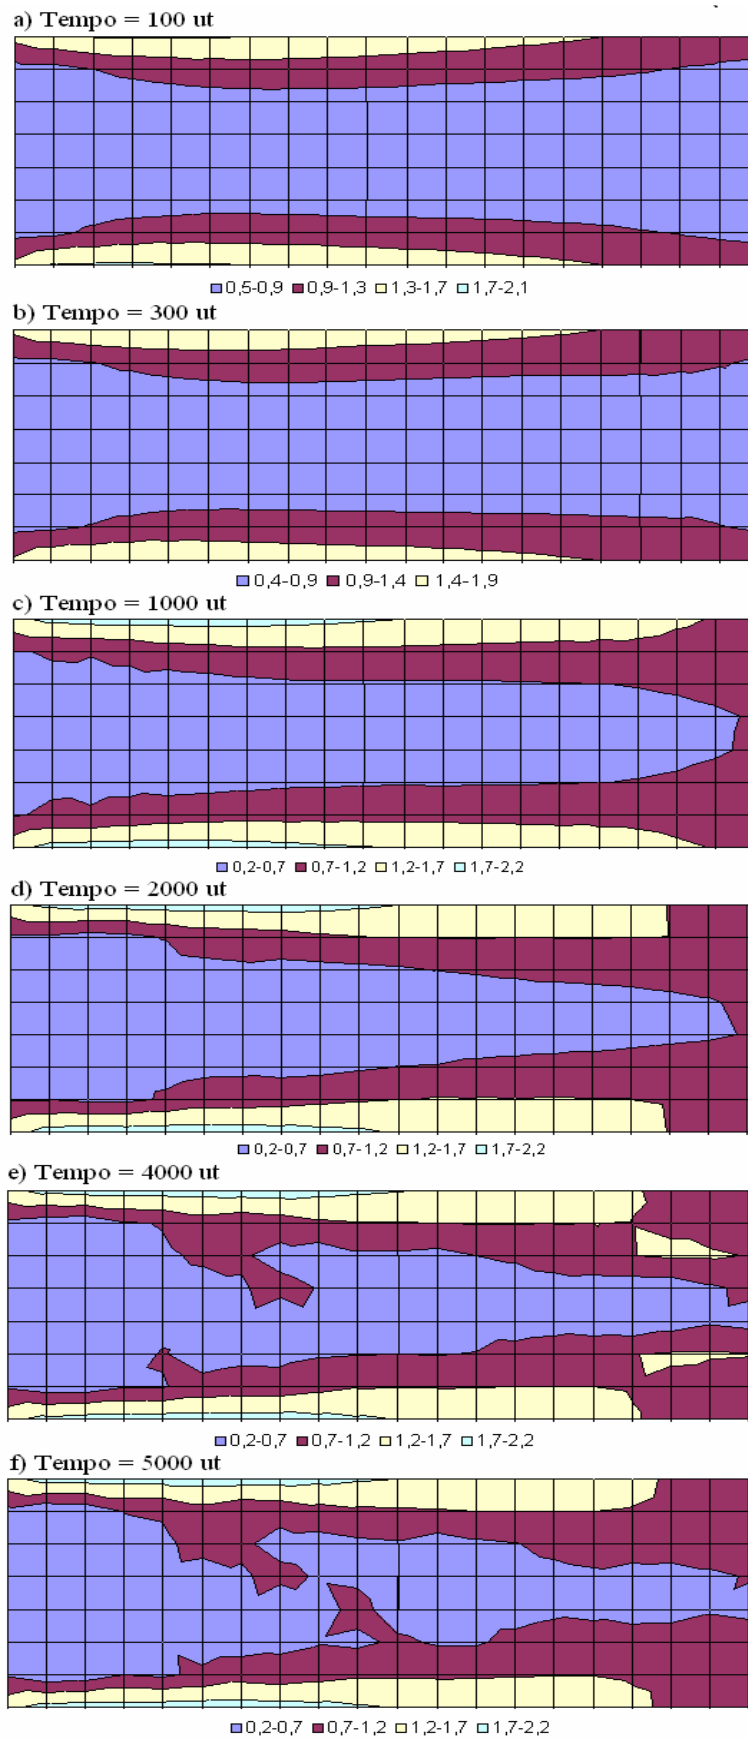 a) Tempo = 100 ut
0,5-0,9 0,9-1,3 1,3-1,7 1,7-2,1
b) Tempo = 300 ut
0,4-0,9 0,9-1,4 1,4-1,9
c) Tempo = 1000 ut
0,2-0,7 0,7-1,2 1,2-1,7 1,7-2,2
d) Tempo = 2000 ut
0,2-0,7 0,7-1,2 1,2-1,7 1,7-2,2
e) Tempo = 4000 ut
0,2-0,7 0,7-1,2 1,2-1,7 1,7-2,2
f) Tempo = 5000 ut
0,2-0,7 0,7-1,2 1,2-1,7 1,7-2,2